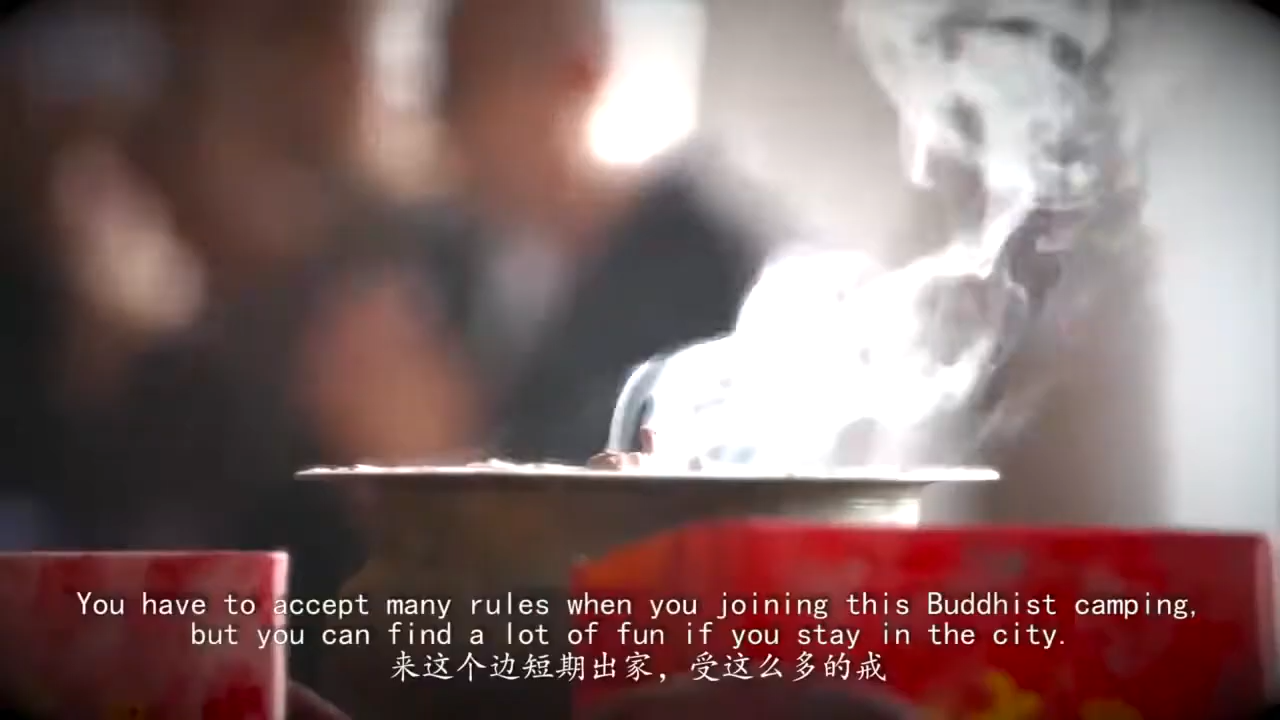 You have to accept many rules when you joining this Buddhist camping,
but you can find a lot of fun if you stay in the city.
来这个边短期出家，受这么多的戒